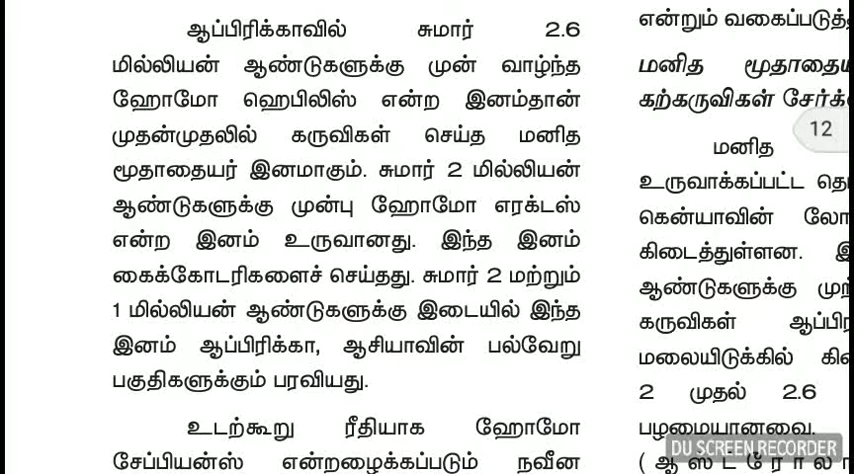 ஆப்பிரிக்காவில் சுமார் 2.6
மில்லியன் ஆண்டுகளுக்கு முன் வாழ்ந்த
ஹோமோ ஹெபிலிஸ் என்ற இனம்தான்
முதன்முதலில் கருவிகள் செய்த மனித
மூதாதையர் இனமாகும். சுமார் 2 மில்லியன்
ஆண்டுகளுக்கு முன்பு ஹோமோ எரக்டஸ்
என்ற இனம் உருவானது. இந்த இனம்
கைக்கோடரிகளைச் செய்தது. சுமார் 2 மற்றும்
1 மில்லியன் ஆண்டுகளுக்கு இடையில் இந்த
இனம் ஆப்பிரிக்கா, ஆசியாவின் பல்வேறு
பகுதிகளுக்கும் பரவியது.
உடற்கூறு ரீதியாக ஹோமோ
சேப்பியன்ஸ் என்றழைக்கப்படும் நவீன
என்றும்
மனித
கற்கருவிகள்
12
மனித
உருவாக்கப்பட்ட
கென்யாவின்
கிடைத்துள்ளன.
ஆண்டுகளுக்கு
கருவிகள்
மலையிடுக்கில்
2 முதல் 2.6
பழமையானவை.
DU SCREEN RECORDER